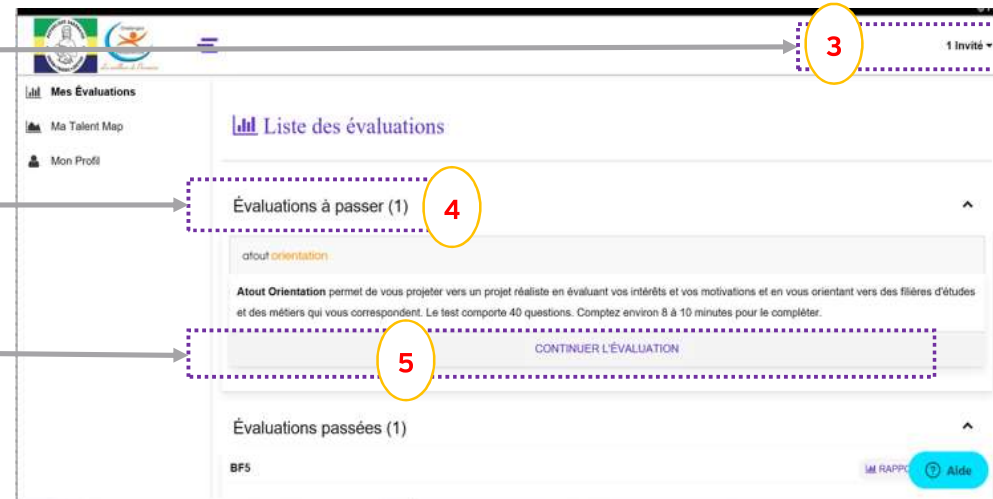 3
1 Invité
Mes Évaluations
Ma Talent Map
Mon Profil
Liste des évaluations
Évaluations à passer (1)
4
atout orientation
Atout Orientation permet de vous projeter vers un projet réaliste en évaluant vos intérêts et vos motivations et en vous orientant vers des filières d'études
et des métiers qui vous correspondent. Le test comporte 40 questions. Comptez environ 8 à 10 minutes pour le compléter.
CONTINUER L'ÉVALUATION
5
Évaluations passées (1)
BF5
RAPPO
Aide